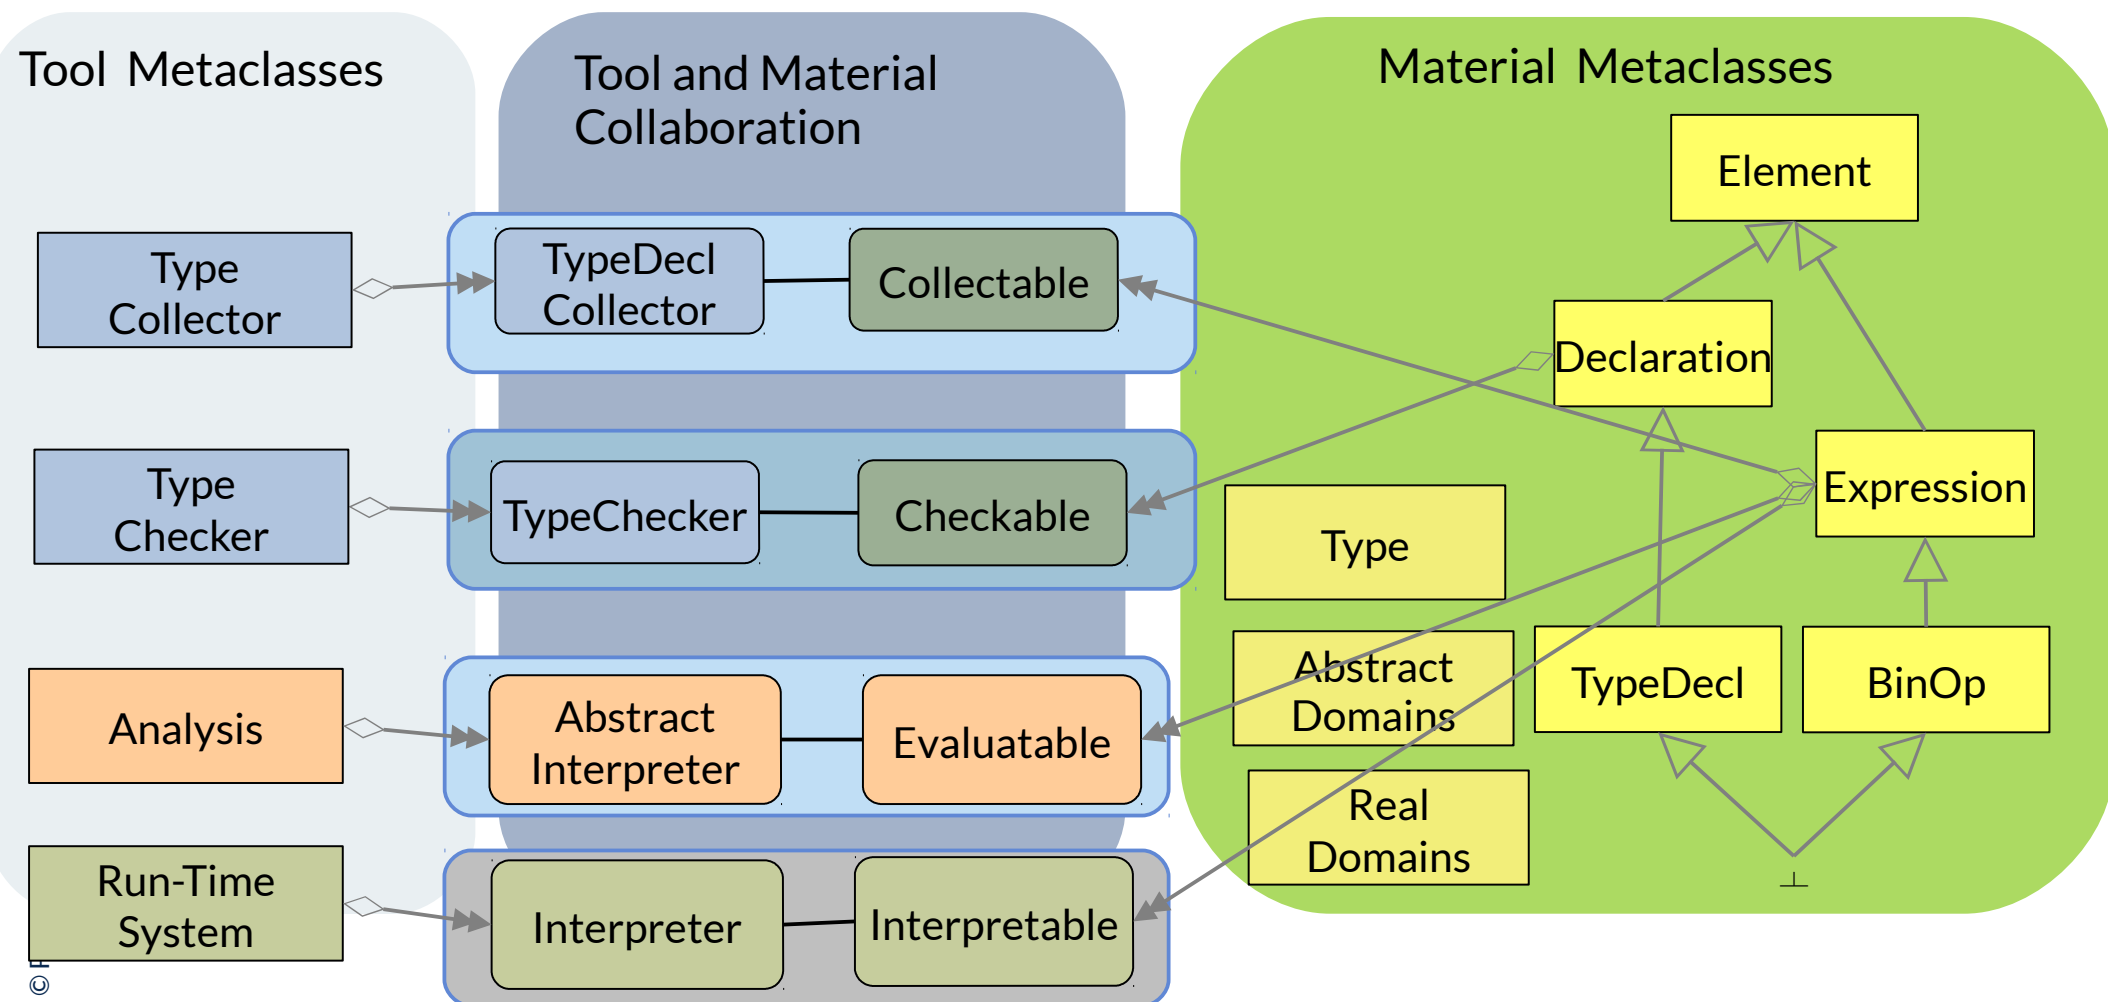 Tool Metaclasses
Tool and Material
Collaboration
Material Metaclasses
Element
Type
Collector
TypeDecl
Collector
Collectable
Declaration
Type
Checker
TypeChecker
Checkable
Type
Expression
Analysis
Abstract
Interpreter
Evaluatable
Abstract
Domains
TypeDecl
BinOp
Real
Domains
Run-Time
System
Interpreter
Interpretable
⊥
©